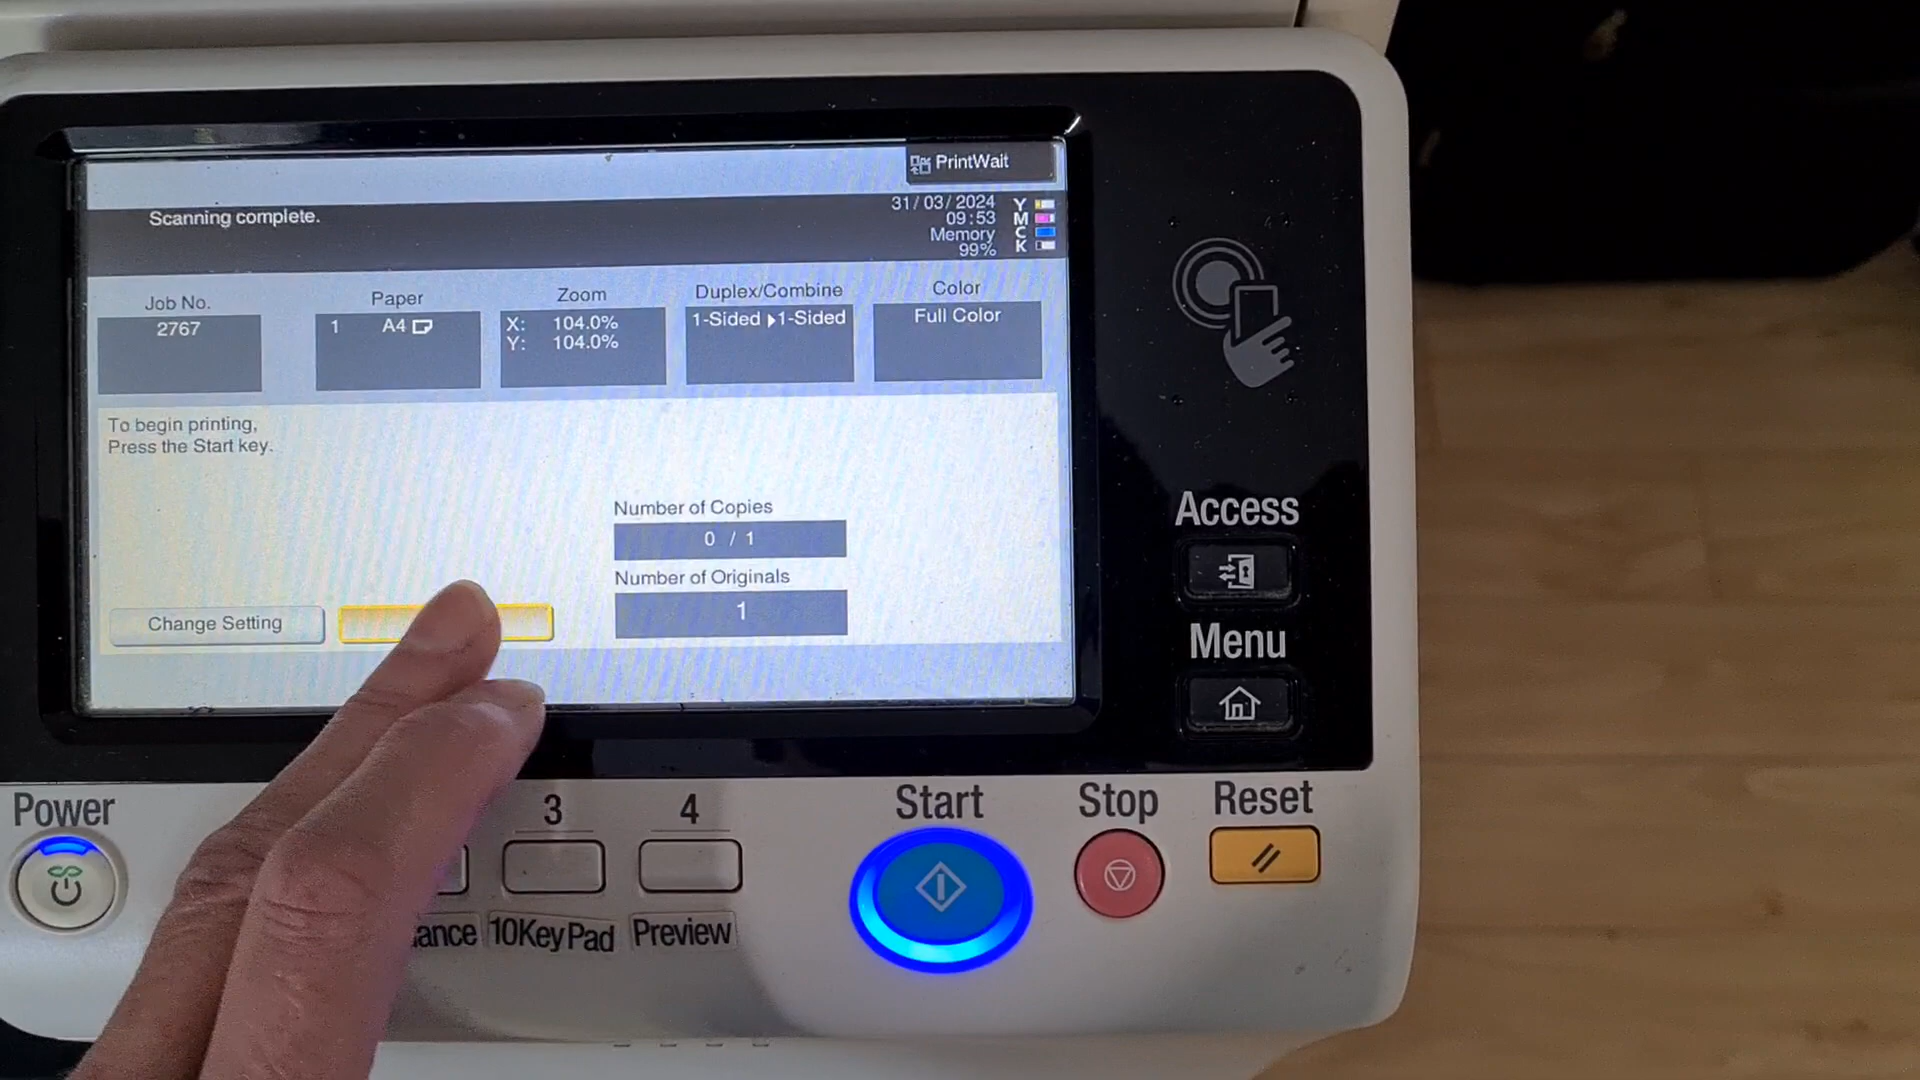 PrintWait
Scanning complete.
31/03/2024
09:53
Memory
99%
Y
M
C
K
Job No.
2767
Paper
1 A4
Zoom
X: 104.0%
Y: 104.0%
Duplex/Combine
1-Sided ▸1-Sided
Color
Full Color
To begin printing,
Press the Start key.
Number of Copies
0 / 1
Number of Originals
1
Change Setting
Access
Menu
Power
3
4
Start
Stop
Reset
10KeyPad
Preview